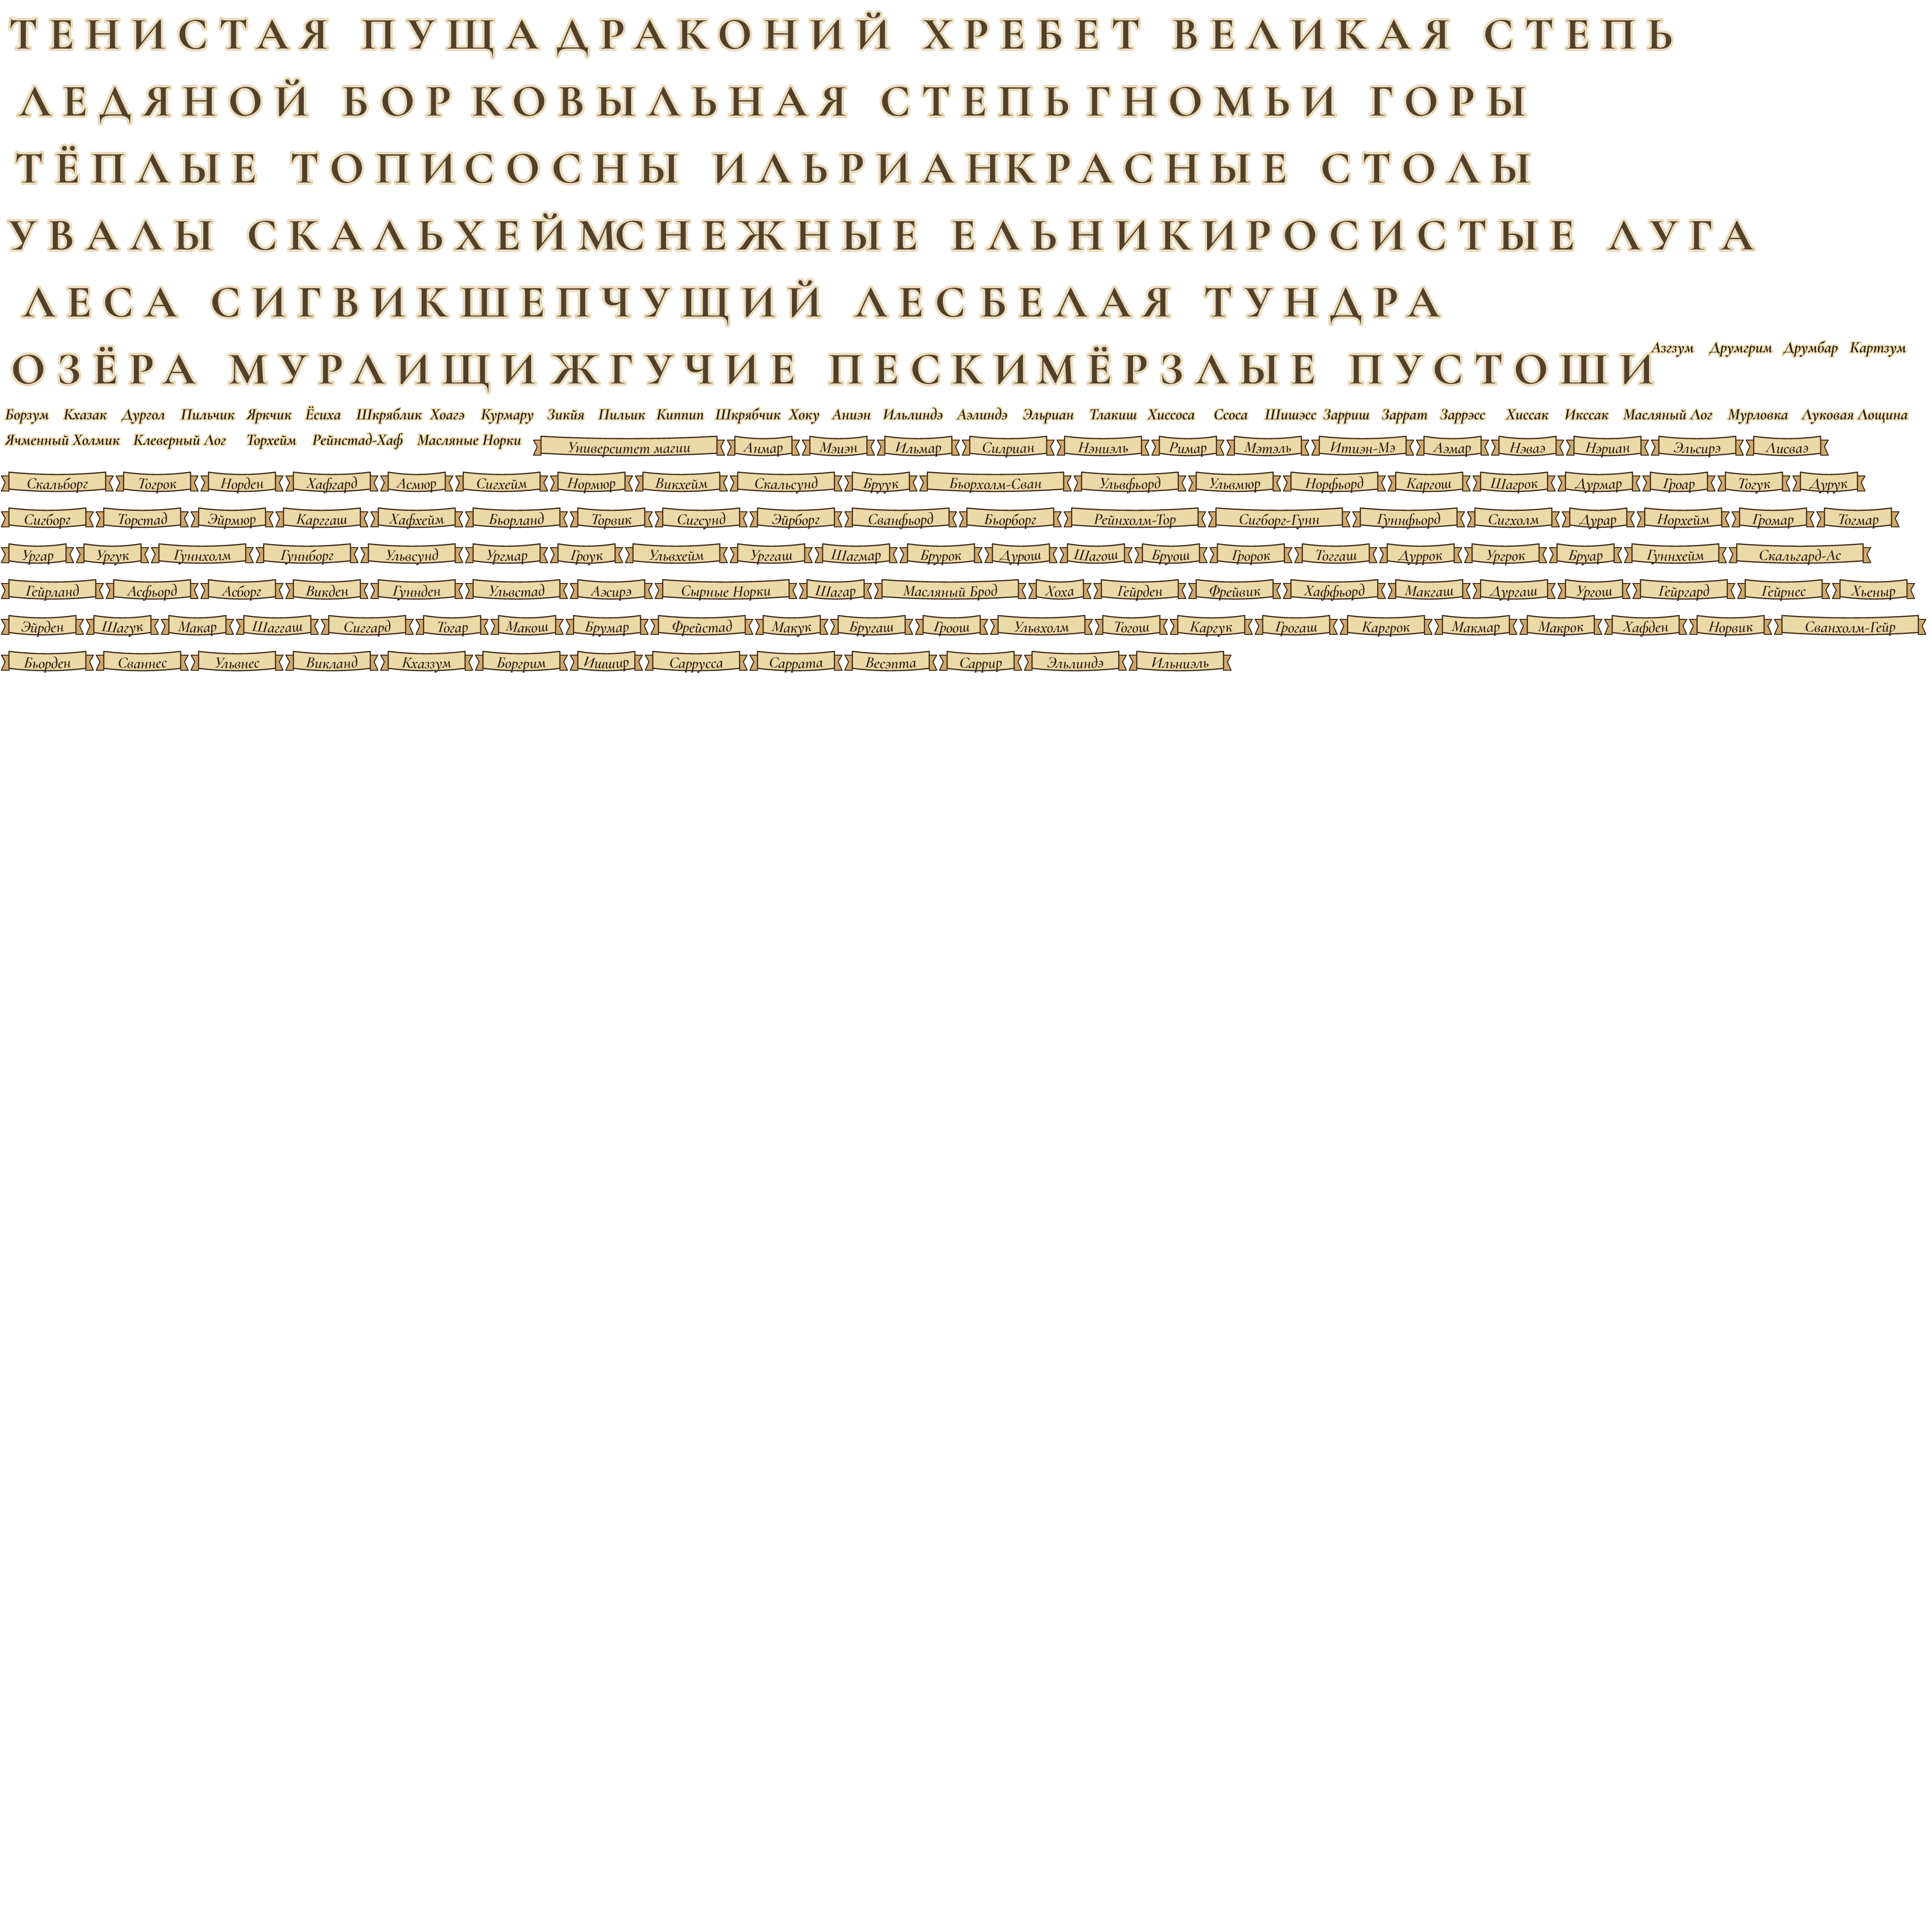 ТЕНИСТАЯ ПУЩА ДРАКОНИЙ ХРЕБЕТ ВЕЛИКАЯ СТЕПЬ
ЛЕДЯНОЙ БОР КОВЫЛЬНАЯ СТЕПЬ ГНОМЬИ ГОРЫ
ТЁПЛЫЕ ТОПИ СОСНЫ ИЛЬРИАН КРАСНЫЕ СТОЛЫ
УВАЛЫ СКАЛЬХЕЙМ СНЕЖНЫЕ ЕЛЬНИКИ РОСИСТЫЕ ЛУГА
ЛЕСА СИГВИК ШЕПЧУЩИЙ ЛЕС БЕЛАЯ ТУНДРА
ОЗЁРА МУРЛИЩИ ЖГУЧИЕ ПЕСКИ МЁРЗЛЫЕ ПУСТОШИ Азгзум Друмгрим Друмбар Картзум
Борзум Кхазак Дургол Пильчик Яркчик Ёсиха Шкряблик Хоагэ Курмару Зикйя Пильик Киппип Шкрябчик Хоку Аниэн Ильлиндэ Аэлиндэ Эльриан Тлакиш Хиссоса Ссоса Шишэсс Зарриш Заррат Заррэсс Хиссак Икссак Масляный Лог Мурловка Луковая Лощина
Ячменный Холмик Клеверный Лог Торхейм Рейнстад-Хаф Масляные Норки Университет магии Анмар Мэиэн Ильмар Силриан Нэниэль Римар Мэтэль Итиэн-Мэ Аэмар Нэваэ Нэриан Эльсирэ Лисваэ
Скальборг Тогрок Норден Хафгард Асмюр Сигхейм Нормюр Викхейм Скальсунд Бруук Бьорхолм-Сван Ульвфьорд Ульвмюр Норфьорд Каргош Шагрок Дурмар Гроар Тогук Дурук
Сигборг Торстад Эйрмюр Карггаш Хафхейм Бьорланд Торвик Сигсунд Эйрборг Сванфьорд Бьорборг Рейнхолм-Тор Сигборг-Гунн Гуннфьорд Сигхолм Дурар Норхейм Громар Тогмар
Ургар Ургук Гуннхолм Гуннборг Ульвсунд Ургмар Гроук Ульвхейм Урггаш Шагмар Брурок Дурош Шагош Бруош Гророк Тоггаш Дуррок Ургрок Бруар Гуннхейм Скальгард-Ас
Гейрланд Асфьорд Асборг Викден Гуннден Ульвстад Аэсирэ Сырные Норки Шагар Масляный Брод Хоха Гейрден Фрейвик Хаффьорд Макгаш Дургаш Ургош Гейргард Гейрнес Хьеныр
Эйрден Шагук Макар Шаггаш Сиггард Тогар Макош Брумар Фрейстад Макук Бругаш Гроош Ульвхолм Тогош Каргук Грогаш Каргрок Макмар Макрок Хафден Норвик Сванхолм-Гейр
Бьорден Сваннес Ульвнес Викланд Кхаззум Боргрим Ишшир Саррусса Саррата Весэпта Саррир Эльлиндэ Ильниэль